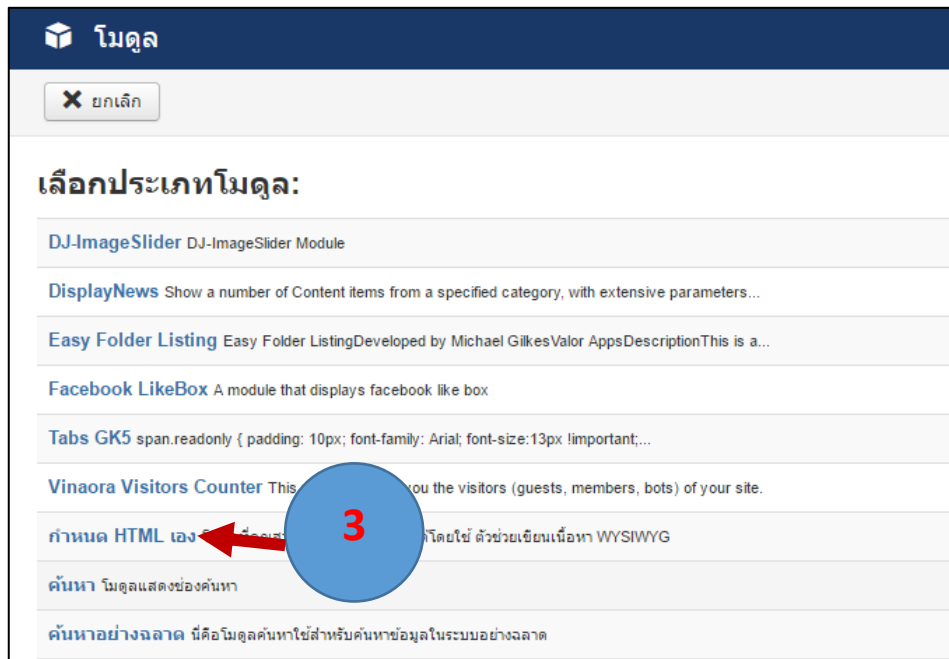 โมดูล
ยกเลิก
เลือกประเภทโมดูล:
DJ-ImageSlider DJ-ImageSlider Module
DisplayNews Show a number of Content items from a specified category, with extensive parameters...
Easy Folder Listing Easy Folder ListingDeveloped by Michael GilkesValor AppsDescriptionThis is a...
Facebook LikeBox A module that displays facebook like box
Tabs GK5 span.readonly { padding: 10px; font-family: Arial; font-size:13px !important;...
Vinaora Visitors Counter This you the visitors (guests, members, bots) of your site.
กำหนด HTML เอง 3 โดยใช้ ตัวช่วยเขียนเนื้อหา WYSIWYG
ค้นหา โมดูลแสดงช่องค้นหา
ค้นหาอย่างฉลาด นี่คือโมดูลค้นหาใช้สำหรับค้นหาข้อมูลในระบบอย่างฉลาด